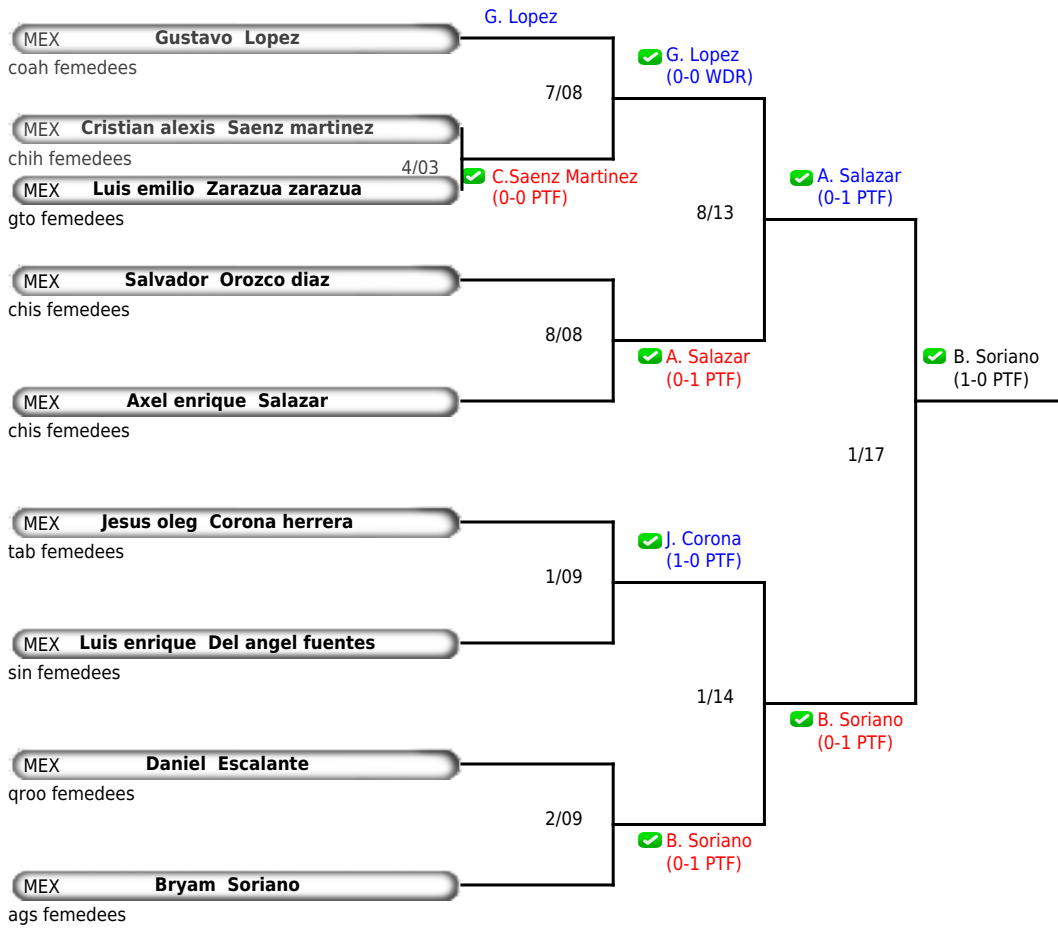 G. Lopez
MEX Gustavo Lopez
coah femedees
G. Lopez
(0-0 WDR)
7/08
MEX Cristian alexis Saenz martinez
chih femedees
4/03
C.Saenz Martinez
(0-0 PTF)
MEX Luis emilio Zarazua zarazua
gto femedees
A. Salazar
(0-1 PTF)
8/13
MEX Salvador Orozco diaz
chis femedees
8/08
A. Salazar
(0-1 PTF)
B. Soriano
(1-0 PTF)
MEX Axel enrique Salazar
chis femedees
1/17
MEX Jesus oleg Corona herrera
tab femedees
J. Corona
(1-0 PTF)
1/09
MEX Luis enrique Del angel fuentes
sin femedees
1/14
B. Soriano
(0-1 PTF)
MEX Daniel Escalante
qroo femedees
2/09
B. Soriano
(0-1 PTF)
MEX Bryam Soriano
ags femedees